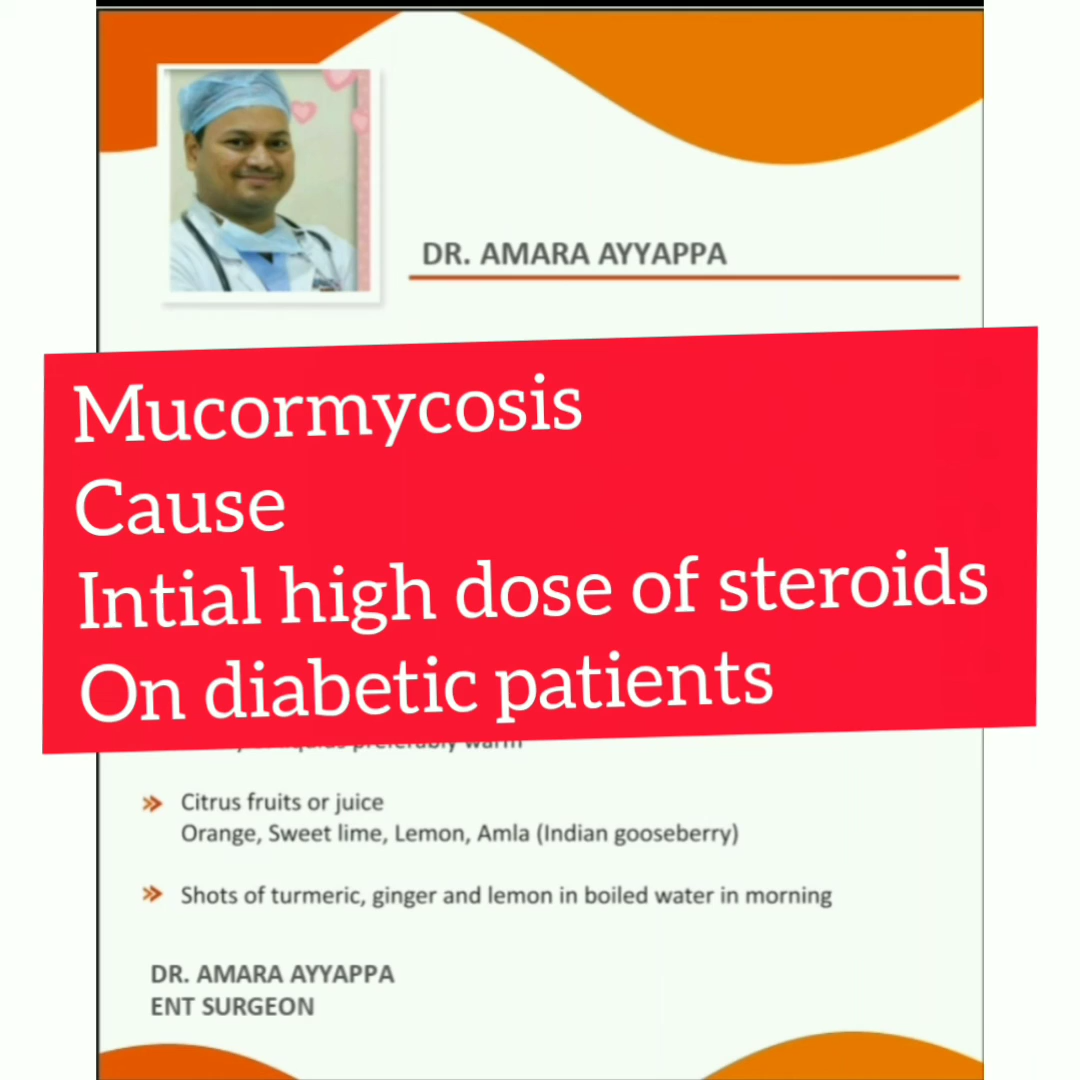 DR. AMARA AYYAPPA
Mucormycosis
Cause
Intial high dose of steroids
On diabetic patients
preferably warm
Citrus fruits or juice
Orange, Sweet lime, Lemon, Amla (Indian gooseberry)
Shots of turmeric, ginger and lemon in boiled water in morning
DR. AMARA AYYAPPA
ENT SURGEON